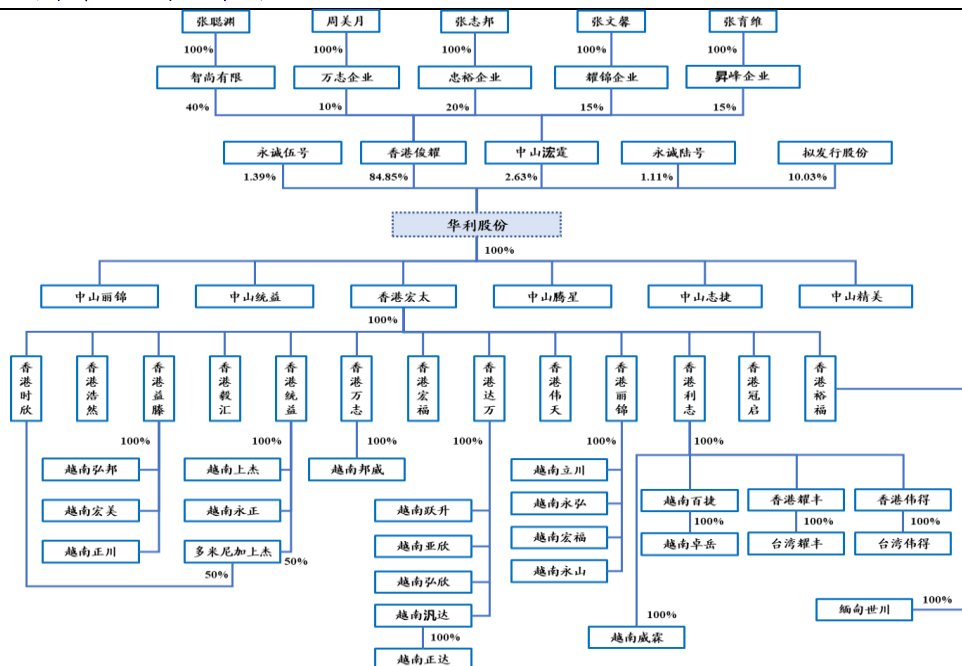 张聪渊 周美月 张志邦 张文馨 张育维
100% 100% 100% 100% 100%
智尚有限 万志企业 忠裕企业 耀锦企业 昇峰企业
40% 10% 20% 15% 15%
永诚伍号 香港俊耀 中山浤霆 永诚陆号 拟发行股份
1.39% 84.85% 2.63% 1.11% 10.03%
华利股份
100%
中山丽锦 中山统益 香港宏太 中山腾星 中山志捷 中山精美
100%
香港时欣 香港浩然 香港益腾 香港毅汇 香港统益 香港万志 香港宏福 香港达万 香港伟天 香港丽锦 香港利志 香港冠启 香港裕福
100% 100% 100% 100% 100% 100%
越南弘邦 越南上杰 越南邦威 越南立川
越南百捷 香港耀丰 香港伟得
越南宏美 越南永正 越南跃升 越南永弘
100% 100% 100%
越南正川 多米尼加上杰 越南亚欣 越南宏福 越南卓岳 台湾耀丰 台湾伟得
50% 50%
越南弘欣 越南永山
越南汎达 缅甸世川 100%
100% 越南威霖 100%
越南正达